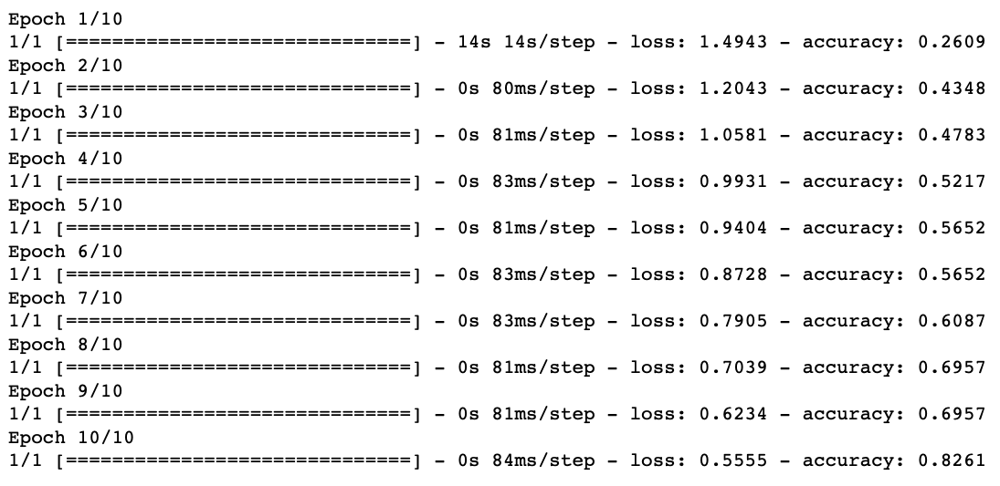 Epoch 1/10
1/1 [==============================] - 14s 14s/step - loss: 1.4943 - accuracy: 0.2609
Epoch 2/10
1/1 [==============================] - 0s 80ms/step - loss: 1.2043 - accuracy: 0.4348
Epoch 3/10
1/1 [==============================] - 0s 81ms/step - loss: 1.0581 - accuracy: 0.4783
Epoch 4/10
1/1 [==============================] - 0s 83ms/step - loss: 0.9931 - accuracy: 0.5217
Epoch 5/10
1/1 [==============================] - 0s 81ms/step - loss: 0.9404 - accuracy: 0.5652
Epoch 6/10
1/1 [==============================] - 0s 83ms/step - loss: 0.8728 - accuracy: 0.5652
Epoch 7/10
1/1 [==============================] - 0s 83ms/step - loss: 0.7905 - accuracy: 0.6087
Epoch 8/10
1/1 [==============================] - 0s 81ms/step - loss: 0.7039 - accuracy: 0.6957
Epoch 9/10
1/1 [==============================] - 0s 81ms/step - loss: 0.6234 - accuracy: 0.6957
Epoch 10/10
1/1 [==============================] - 0s 84ms/step - loss: 0.5555 - accuracy: 0.8261